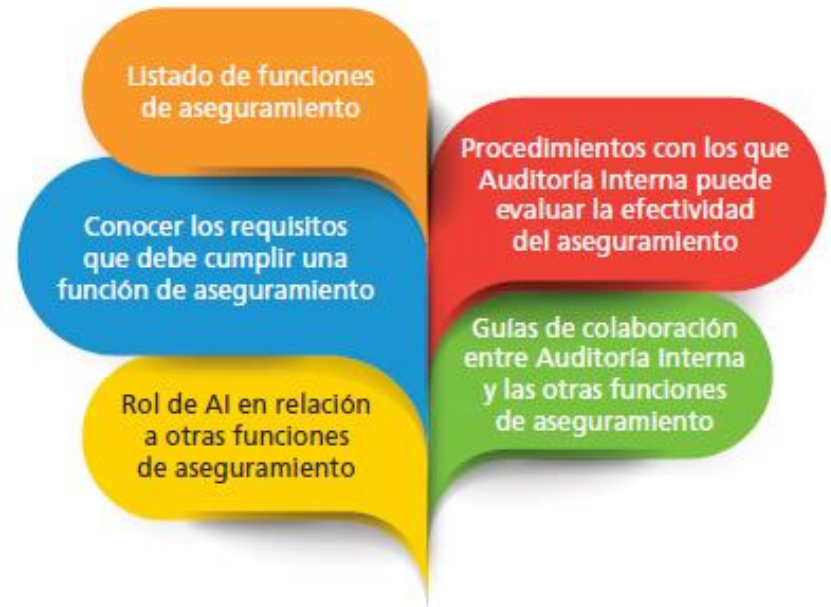 Listado de funciones
de aseguramiento
Procedimientos con los que
Auditoría Interna puede
evaluar la efectividad
del aseguramiento
Conocer los requisitos
que debe cumplir una
función de aseguramiento
Guías de colaboración
entre Auditoría Interna
y las otras funciones
de aseguramiento
Rol de AI en relación
a otras funciones
de aseguramiento